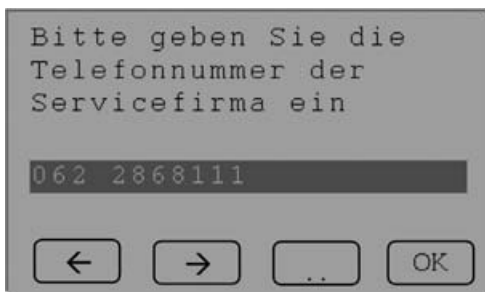 Bitte geben Sie die
Telefonnummer der
Servicefirma ein
062 2868111
← → .. OK